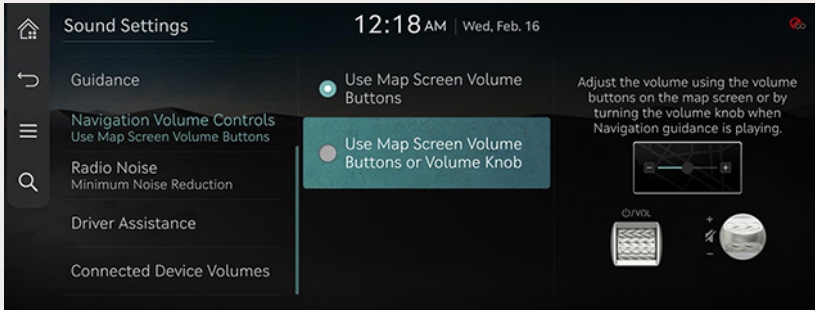 Sound Settings
12:18 AM | Wed, Feb. 16
Guidance
Navigation Volume Controls
Use Map Screen Volume Buttons
Radio Noise
Minimum Noise Reduction
Driver Assistance
Connected Device Volumes
Use Map Screen Volume
Buttons
Use Map Screen Volume
Buttons or Volume Knob
Adjust the volume using the volume
buttons on the map screen or by
turning the volume knob when
Navigation guidance is playing.
⏻/VOL
+
−